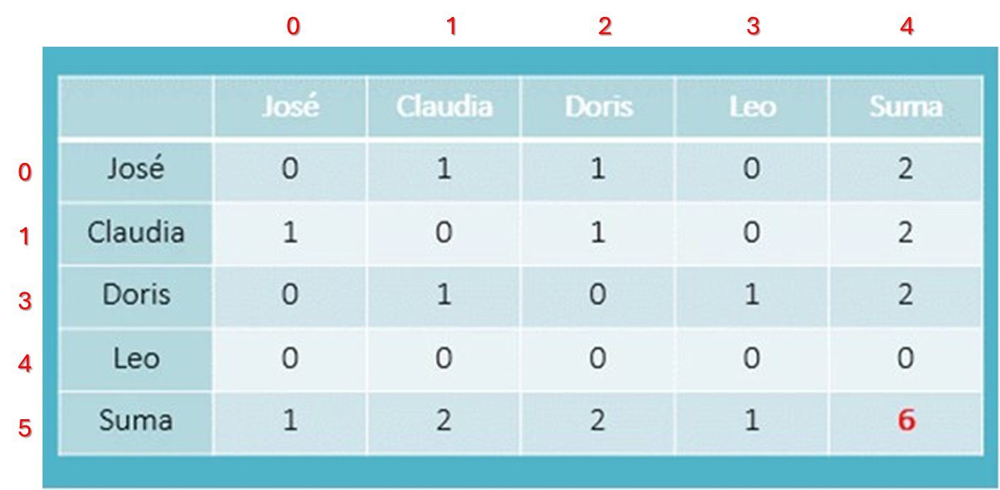 0 1 2 3 4
José Claudia Doris Leo Suma
0 José 0 1 1 0 2
1 Claudia 1 0 1 0 2
3 Doris 0 1 0 1 2
4 Leo 0 0 0 0 0
5 Suma 1 2 2 1 6